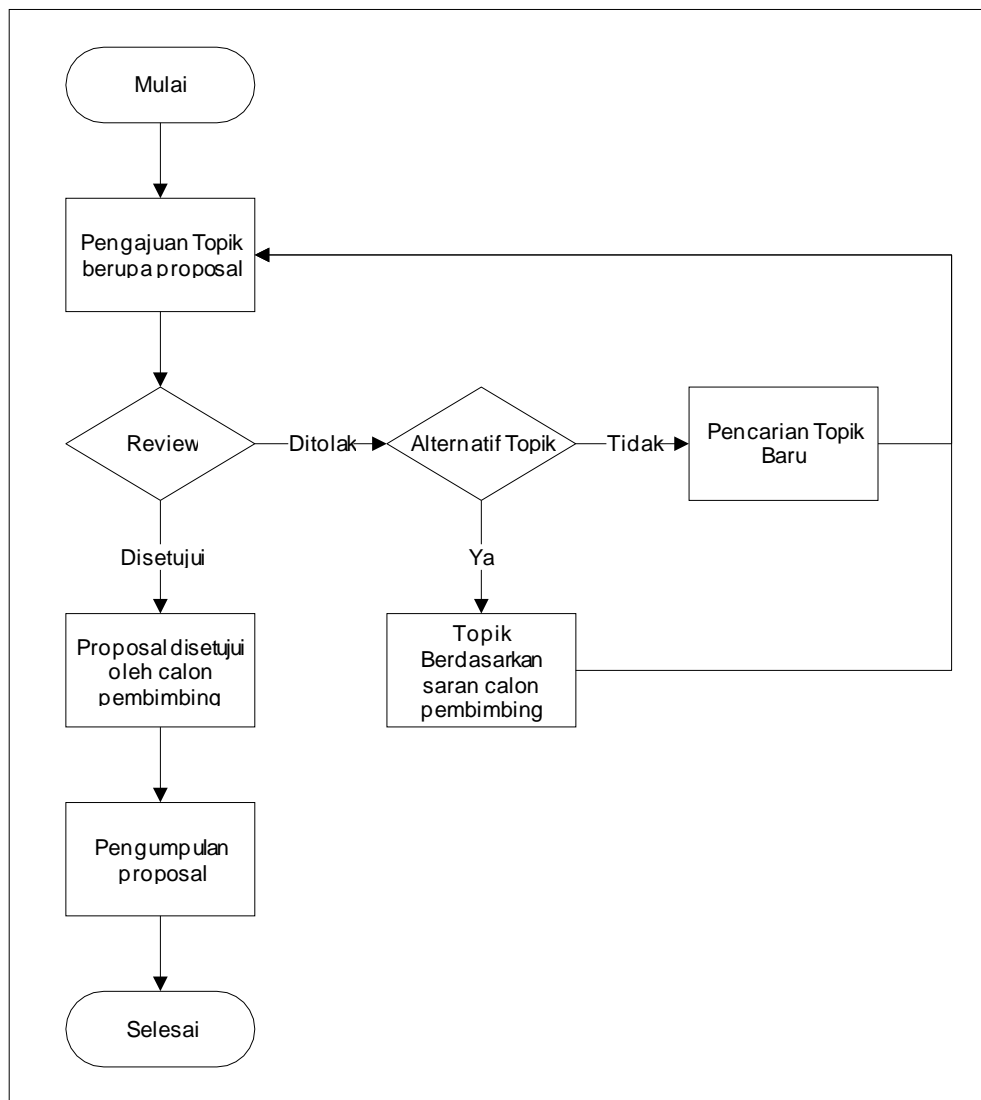 Mulai
Pengajuan Topik
berupa proposal
Review
Ditolak
Alternatif Topik
Tidak
Pencarian Topik
Baru
Disetujui
Ya
Proposal disetujui
oleh calon
pembimbing
Topik
Berdasarkan
saran calon
pembimbing
Pengumpulan
proposal
Selesai